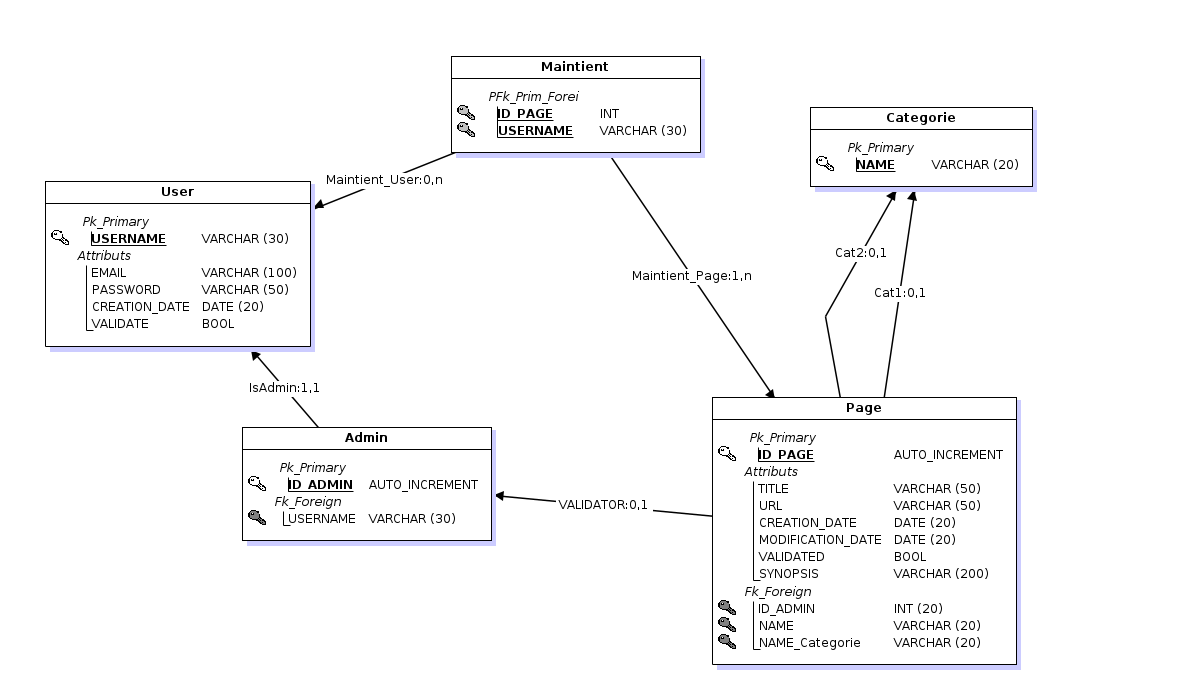 Maintient
PFk_Prim_Forei
ID_PAGE INT
USERNAME VARCHAR (30)
Categorie
Pk_Primary
NAME VARCHAR (20)
Maintient_User:0,n
User
Pk_Primary
USERNAME VARCHAR (30)
Attributs
EMAIL VARCHAR (100)
PASSWORD VARCHAR (50)
CREATION_DATE DATE (20)
VALIDATE BOOL
Maintient_Page:1,n
Cat2:0,1
Cat1:0,1
IsAdmin:1,1
Admin
Pk_Primary
ID_ADMIN AUTO_INCREMENT
Fk_Foreign
USERNAME VARCHAR (30)
VALIDATOR:0,1
Page
Pk_Primary
ID_PAGE AUTO_INCREMENT
Attributs
TITLE VARCHAR (50)
URL VARCHAR (50)
CREATION_DATE DATE (20)
MODIFICATION_DATE DATE (20)
VALIDATED BOOL
SYNOPSIS VARCHAR (200)
Fk_Foreign
ID_ADMIN INT (20)
NAME VARCHAR (20)
NAME_Categorie VARCHAR (20)